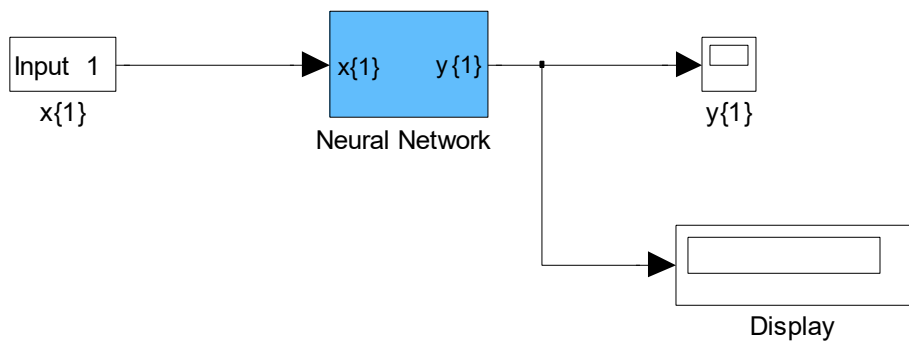 Input 1
x{1}
x{1}
y{1}
Neural Network
y{1}
Display